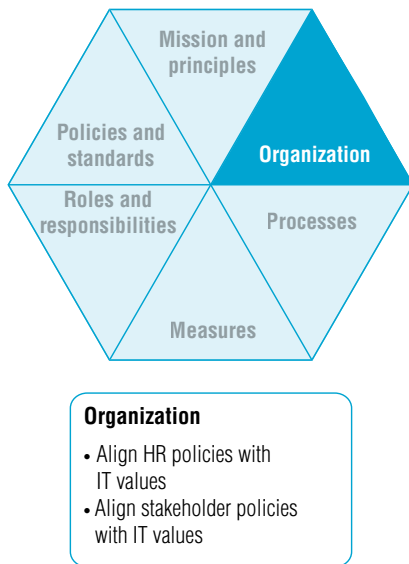 Mission and
principles
Policies and
standards
Organization
Roles and
responsibilities
Processes
Measures
Organization
• Align HR policies with
IT values
• Align stakeholder policies
with IT values